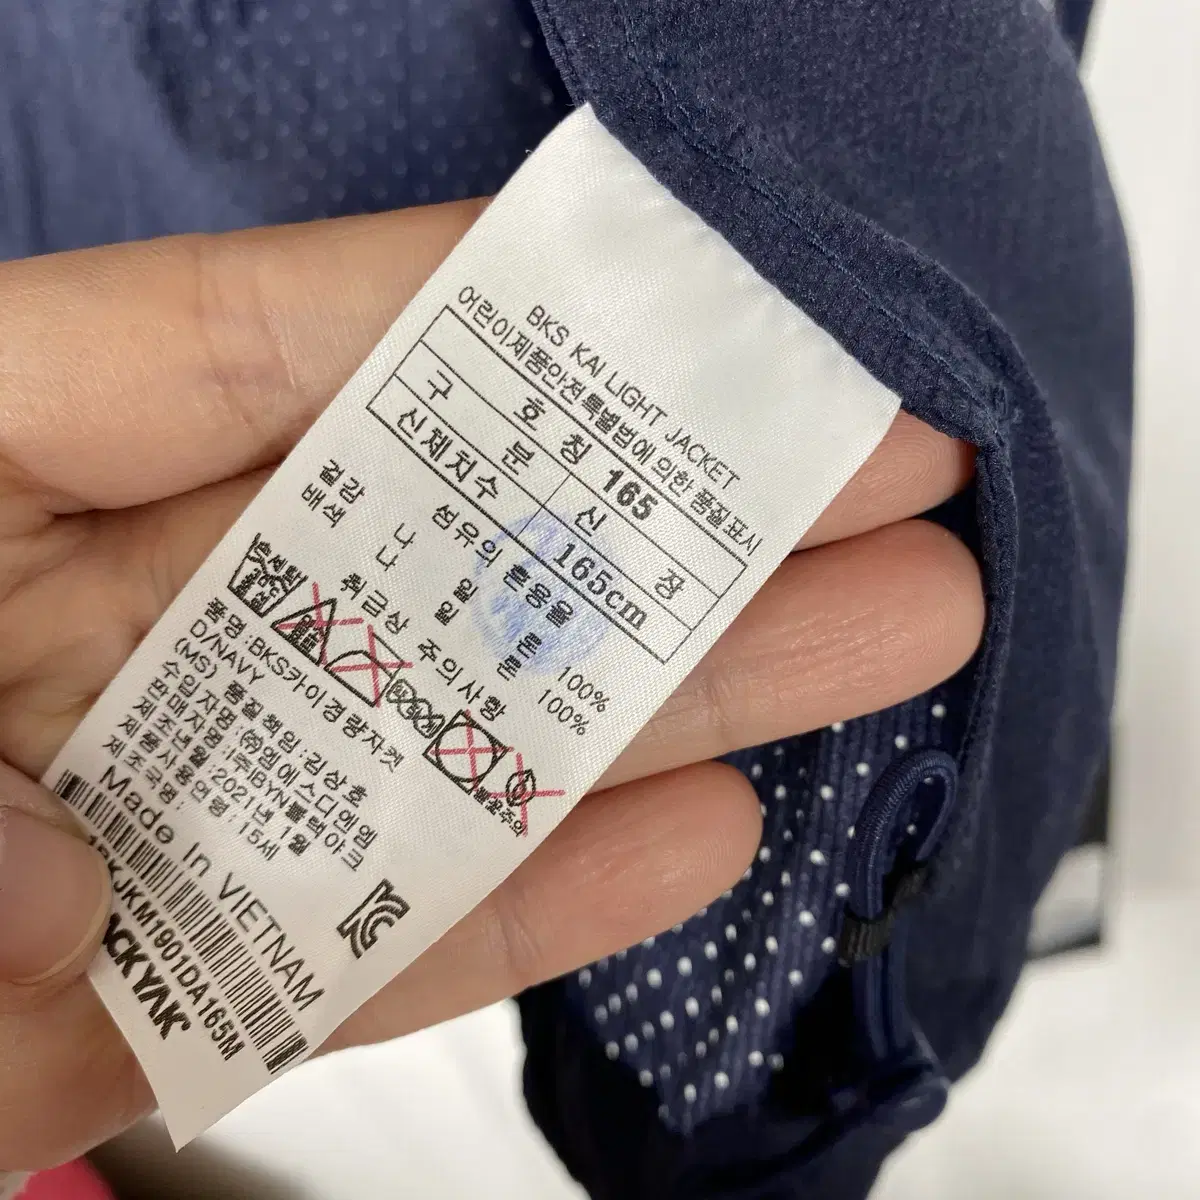 BKS KAI LIGHT JACKET
어린이제품안전특별법에 의한 품질표시
호 칭 165
구 분 신 장
신체치수 165cm
섬유의 혼용율
겉감 나 일 론 100%
배색 나 일 론 100%
취급상 주의사항
품명:BKS카이경량자켓
D/NAVY
(MS) 품질 책임:김상호
수입자명:(주)엠에스디엔엠
판매자명:(주)BYN블랙야크
제조년월:2021년 1월
제품사용연령:15세
제조국명:
Made In VIETNAM
1BKJKM1901DA165M
ACKYAK